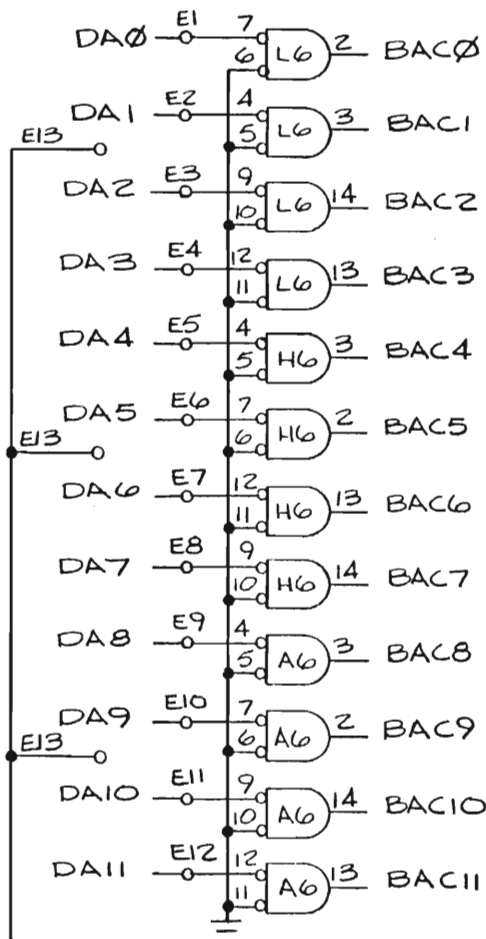 DAØ E1 7 6 L6 2 BACØ
DA1 E2 4 5 L6 3 BAC1
E13
DA2 E3 9 10 L6 14 BAC2
DA3 E4 12 11 L6 13 BAC3
DA4 E5 4 5 H6 3 BAC4
DA5 E6 7 6 H6 2 BAC5
E13
DA6 E7 12 11 H6 13 BAC6
DA7 E8 9 10 H6 14 BAC7
DA8 E9 4 5 A6 3 BAC8
DA9 E10 7 6 A6 2 BAC9
E13
DA10 E11 9 10 A6 14 BAC10
DA11 E12 12 11 A6 13 BAC11